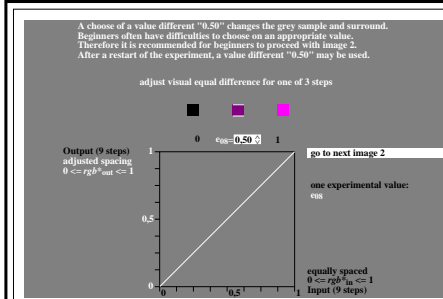 A choose of a value different "0.50" changes the grey sample and surround.
Beginners often have difficulties to choose on an appropriate value.
Therefore it is recommended for beginners to proceed with image 2.
After a restart of the experiment, a value different "0.50" may be used.
adjust visual equal difference for one of 3 steps
0 e0s=0,50 1
Output (9 steps)
adjusted spacing
0 <= rgb*out <= 1
go to next image 2
one experimental value:
e0s
1
0,5
0
equally spaced
0 <= rgb*in <= 1
Input (9 steps)
0 0,5 1